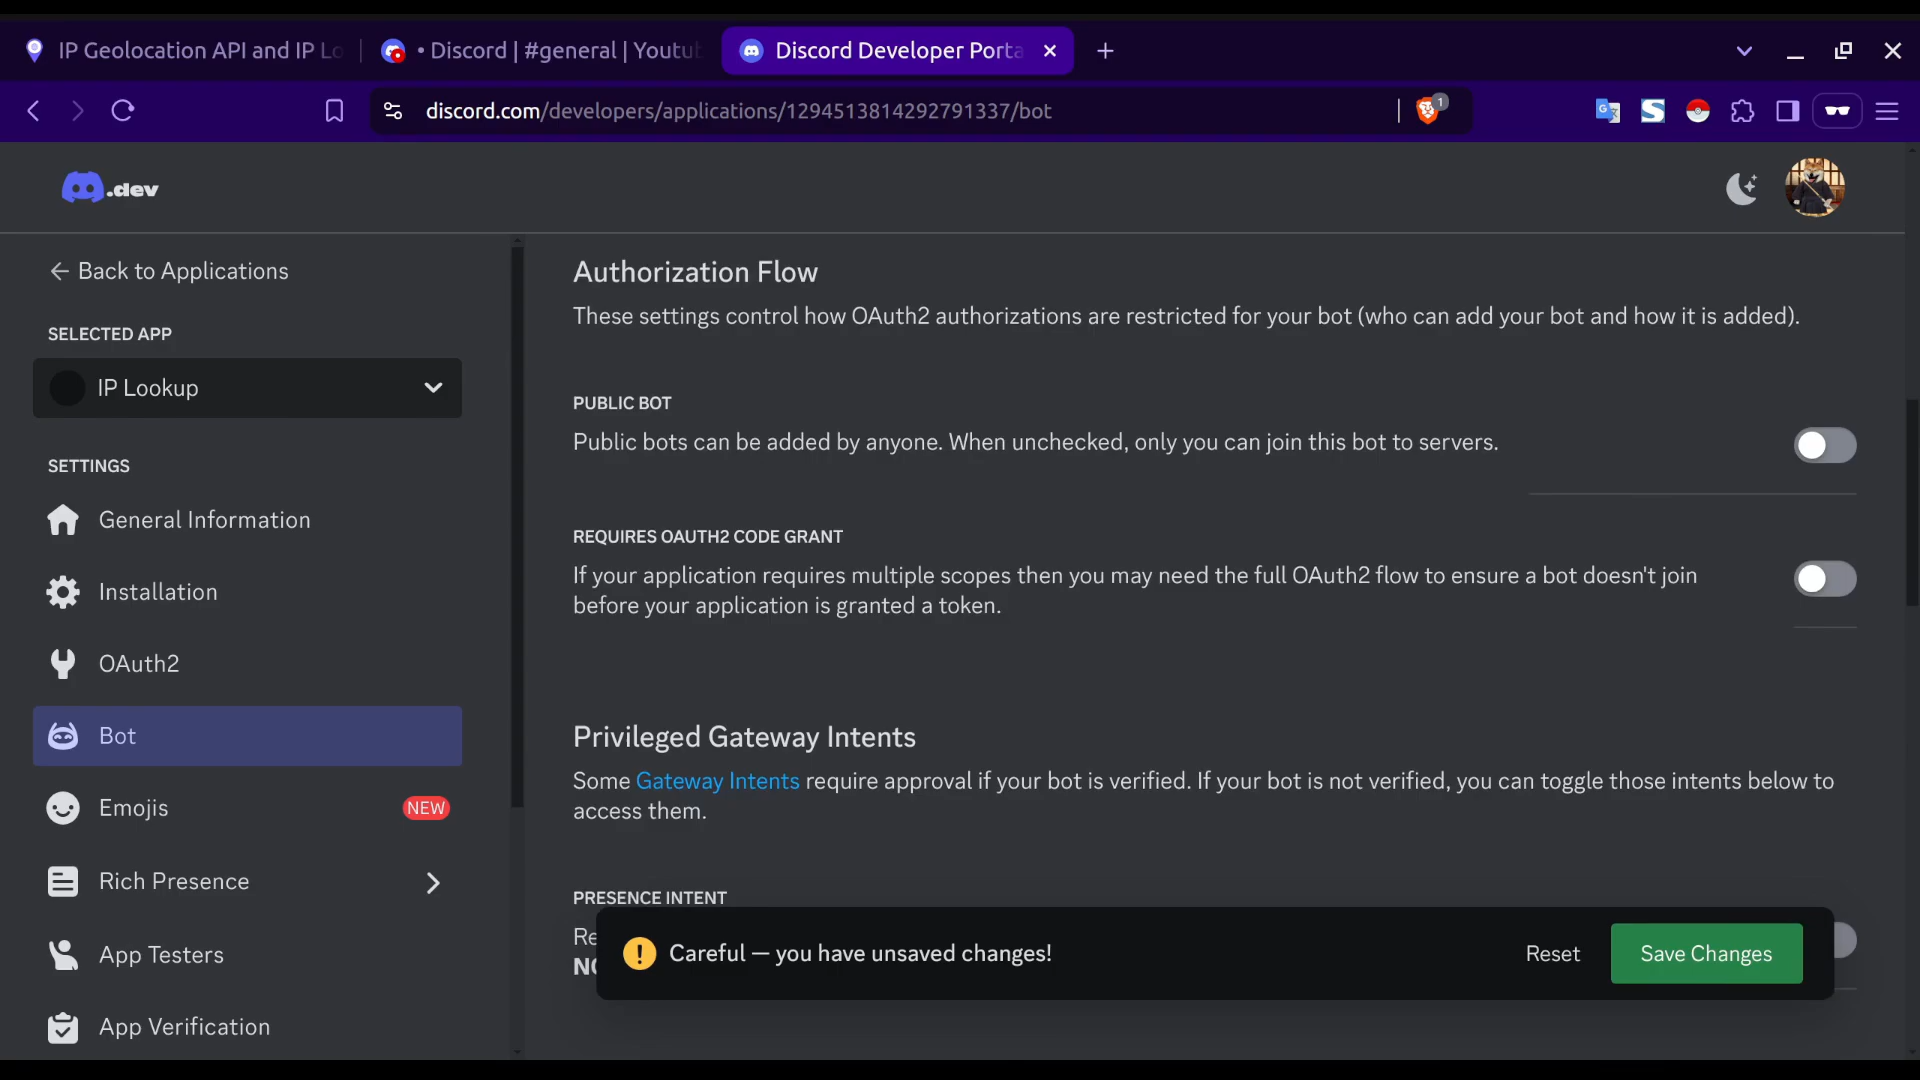 IP Geolocation API and IP Lo
• Discord | #general | Youtub
Discord Developer Porta
discord.com/developers/applications/1294513814292791337/bot
1
.dev
Back to Applications
SELECTED APP
IP Lookup
SETTINGS
General Information
Installation
OAuth2
Bot
Emojis
NEW
Rich Presence
App Testers
App Verification
Authorization Flow
These settings control how OAuth2 authorizations are restricted for your bot (who can add your bot and how it is added).
PUBLIC BOT
Public bots can be added by anyone. When unchecked, only you can join this bot to servers.
REQUIRES OAUTH2 CODE GRANT
If your application requires multiple scopes then you may need the full OAuth2 flow to ensure a bot doesn't join
before your application is granted a token.
Privileged Gateway Intents
Some Gateway Intents require approval if your bot is verified. If your bot is not verified, you can toggle those intents below to
access them.
PRESENCE INTENT
Careful — you have unsaved changes!
Reset
Save Changes